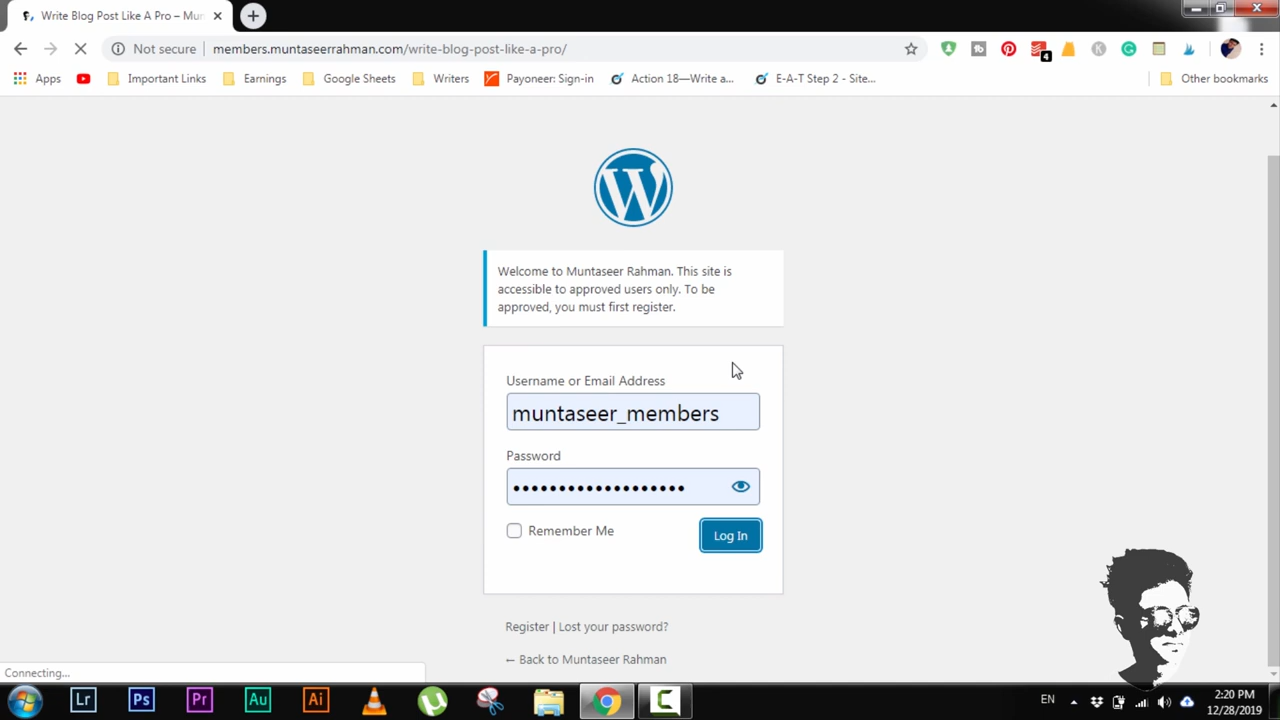 Write Blog Post Like A Pro – Mun
Not secure
members.muntaseerrahman.com/write-blog-post-like-a-pro/
4
Apps
Important Links
Earnings
Google Sheets
Writers
Payoneer: Sign-in
Action 18—Write a...
E-A-T Step 2 - Site...
Other bookmarks
W
Welcome to Muntaseer Rahman. This site is
accessible to approved users only. To be
approved, you must first register.
Username or Email Address
muntaseer_members
Password
Remember Me
Log In
Register | Lost your password?
← Back to Muntaseer Rahman
Connecting...
Lr
Ps
Pr
Au
Ai
EN
2:20 PM
12/28/2019